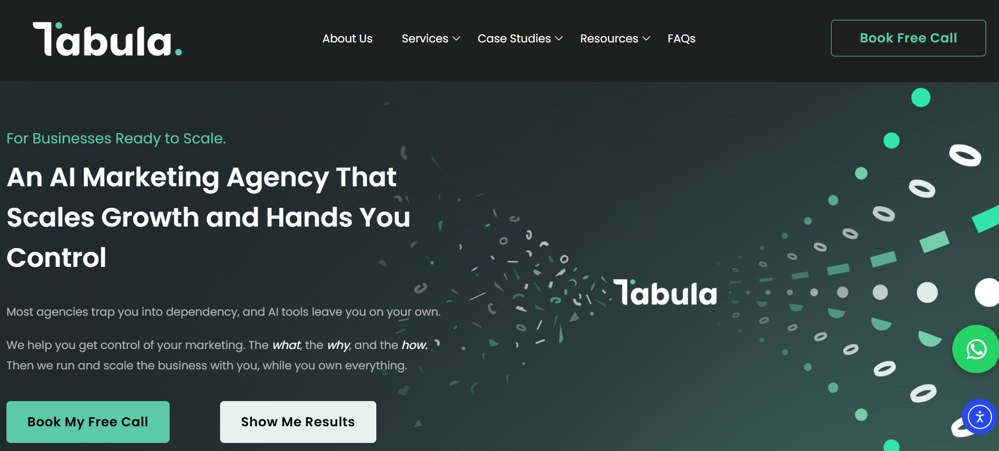 Tabula.
About Us
Services
Case Studies
Resources
FAQs
Book Free Call
For Businesses Ready to Scale.
An AI Marketing Agency That
Scales Growth and Hands You
Control
Most agencies trap you into dependency, and AI tools leave you on your own.
We help you get control of your marketing. The what, the why, and the how.
Then we run and scale the business with you, while you own everything.
Book My Free Call
Show Me Results
Tabula